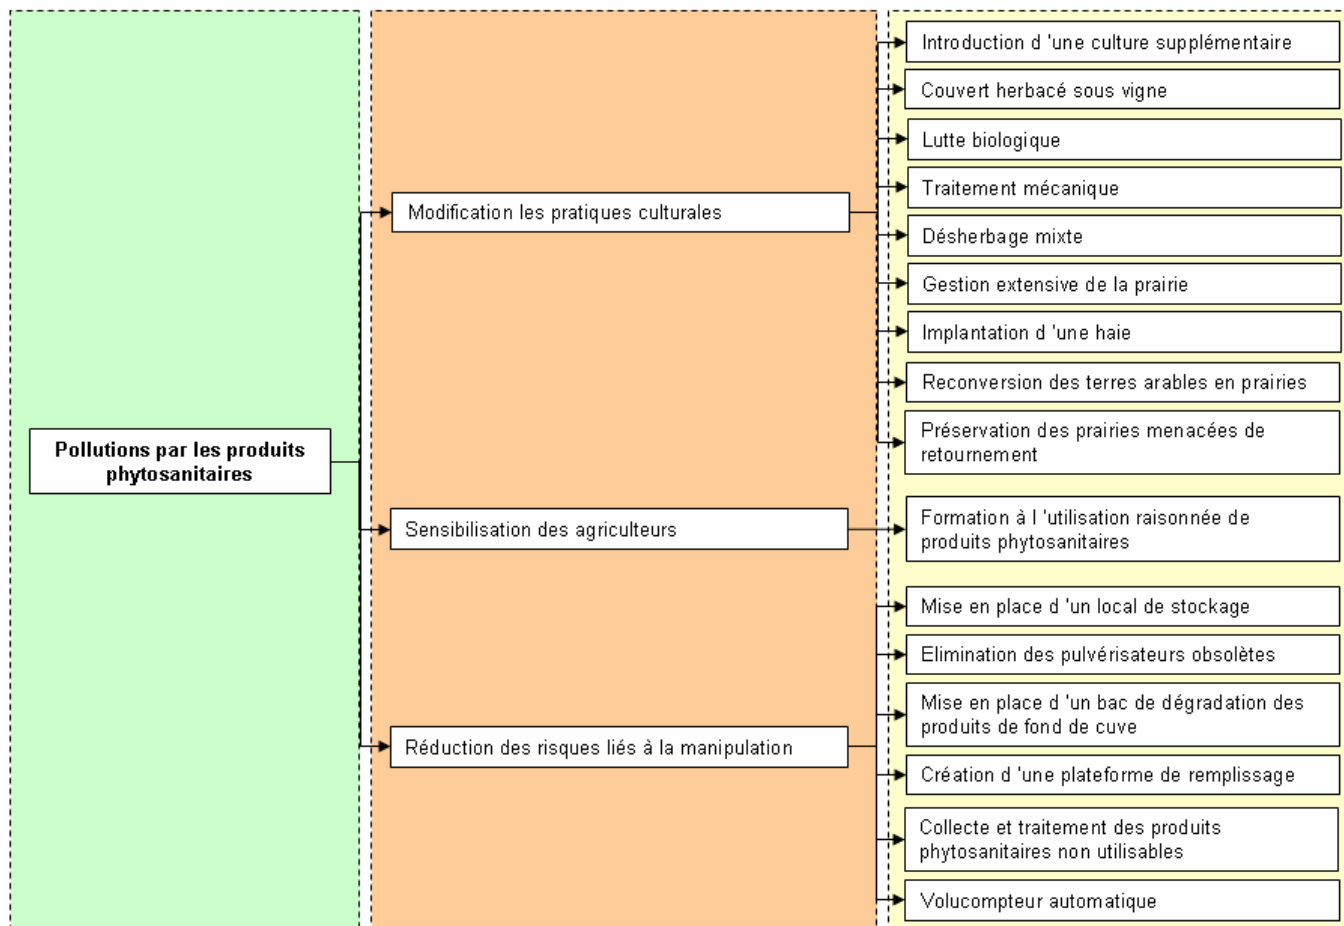 Pollutions par les produits
phytosanitaires
Modification les pratiques culturales
Sensibilisation des agriculteurs
Réduction des risques liés à la manipulation
Introduction d 'une culture supplémentaire
Couvert herbacé sous vigne
Lutte biologique
Traitement mécanique
Désherbage mixte
Gestion extensive de la prairie
Implantation d 'une haie
Reconversion des terres arables en prairies
Préservation des prairies menacées de
retournement
Formation à l 'utilisation raisonnée de
produits phytosanitaires
Mise en place d 'un local de stockage
Elimination des pulvérisateurs obsolètes
Mise en place d 'un bac de dégradation des
produits de fond de cuve
Création d 'une plateforme de remplissage
Collecte et traitement des produits
phytosanitaires non utilisables
Volucompteur automatique